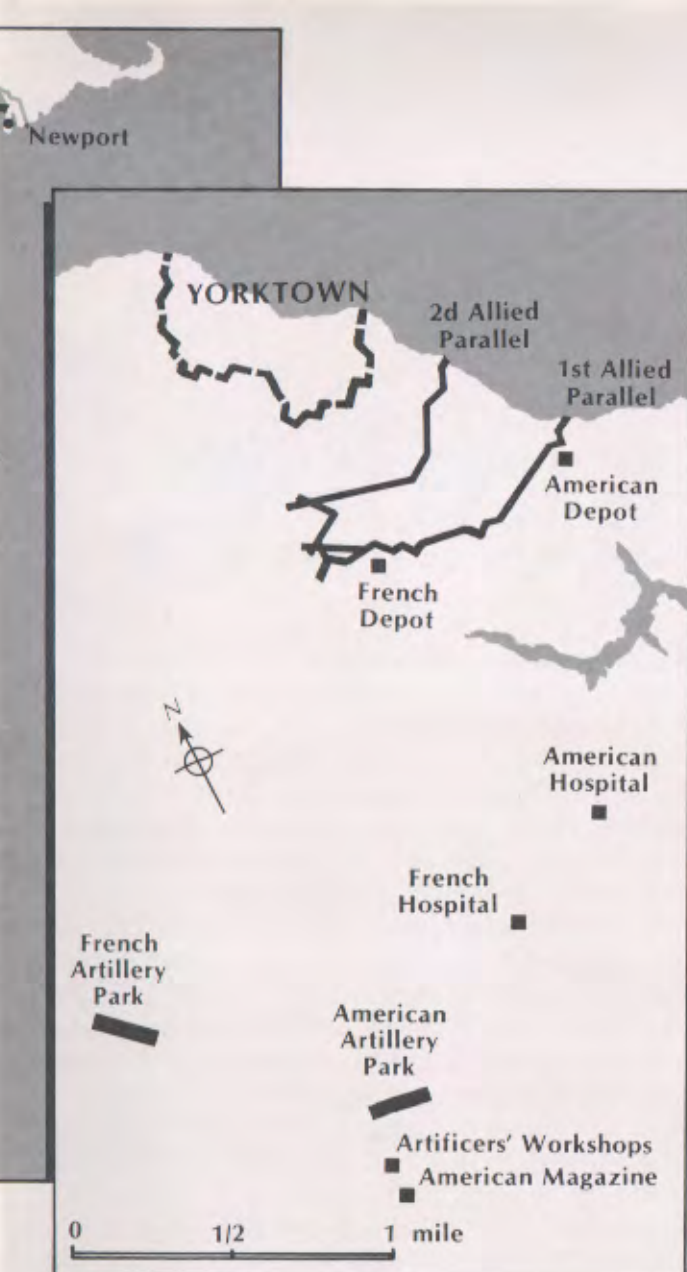 Newport
YORKTOWN
2d Allied
Parallel
1st Allied
Parallel
American
Depot
French
Depot
N
American
Hospital
French
Hospital
French
Artillery
Park
American
Artillery
Park
Artificers' Workshops
American Magazine
0 1/2 1 mile